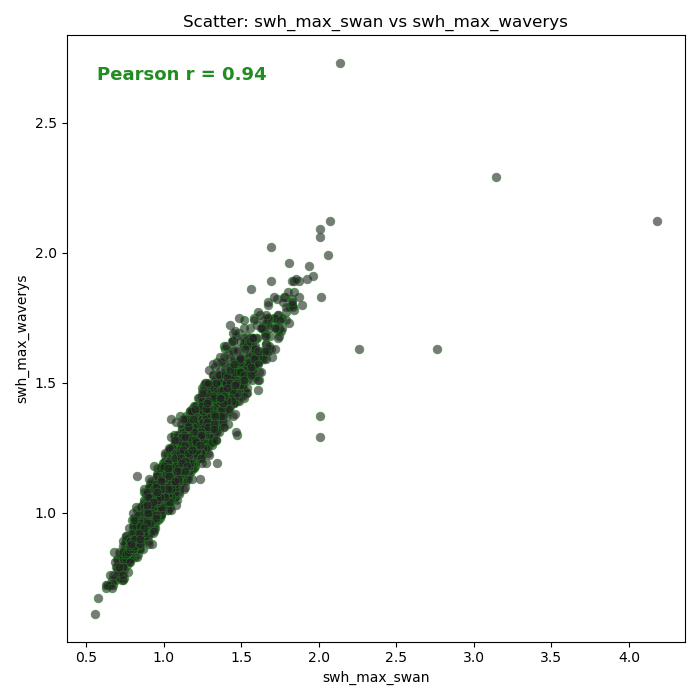 Scatter: swh_max_swan vs swh_max_waverys
Pearson r = 0.94
swh_max_waverys
2.5
2.0
1.5
1.0
0.5 1.0 1.5 2.0 2.5 3.0 3.5 4.0
swh_max_swan